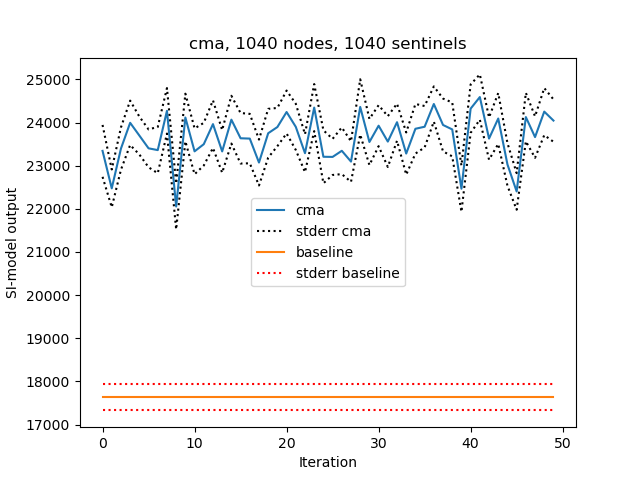 cma, 1040 nodes, 1040 sentinels
25000
24000
23000
22000
21000
20000
19000
18000
17000
SI-model output
cma
stderr cma
baseline
stderr baseline
0 10 20 30 40 50
Iteration